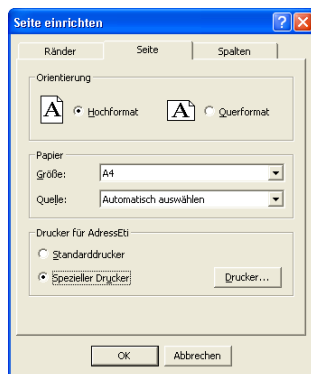 Seite einrichten
Ränder Seite Spalten
Orientierung
A Hochformat A Querformat
Papier
Größe: A4
Quelle: Automatisch auswählen
Drucker für AdressEti
Standarddrucker
Spezieller Drucker Drucker...
OK Abbrechen